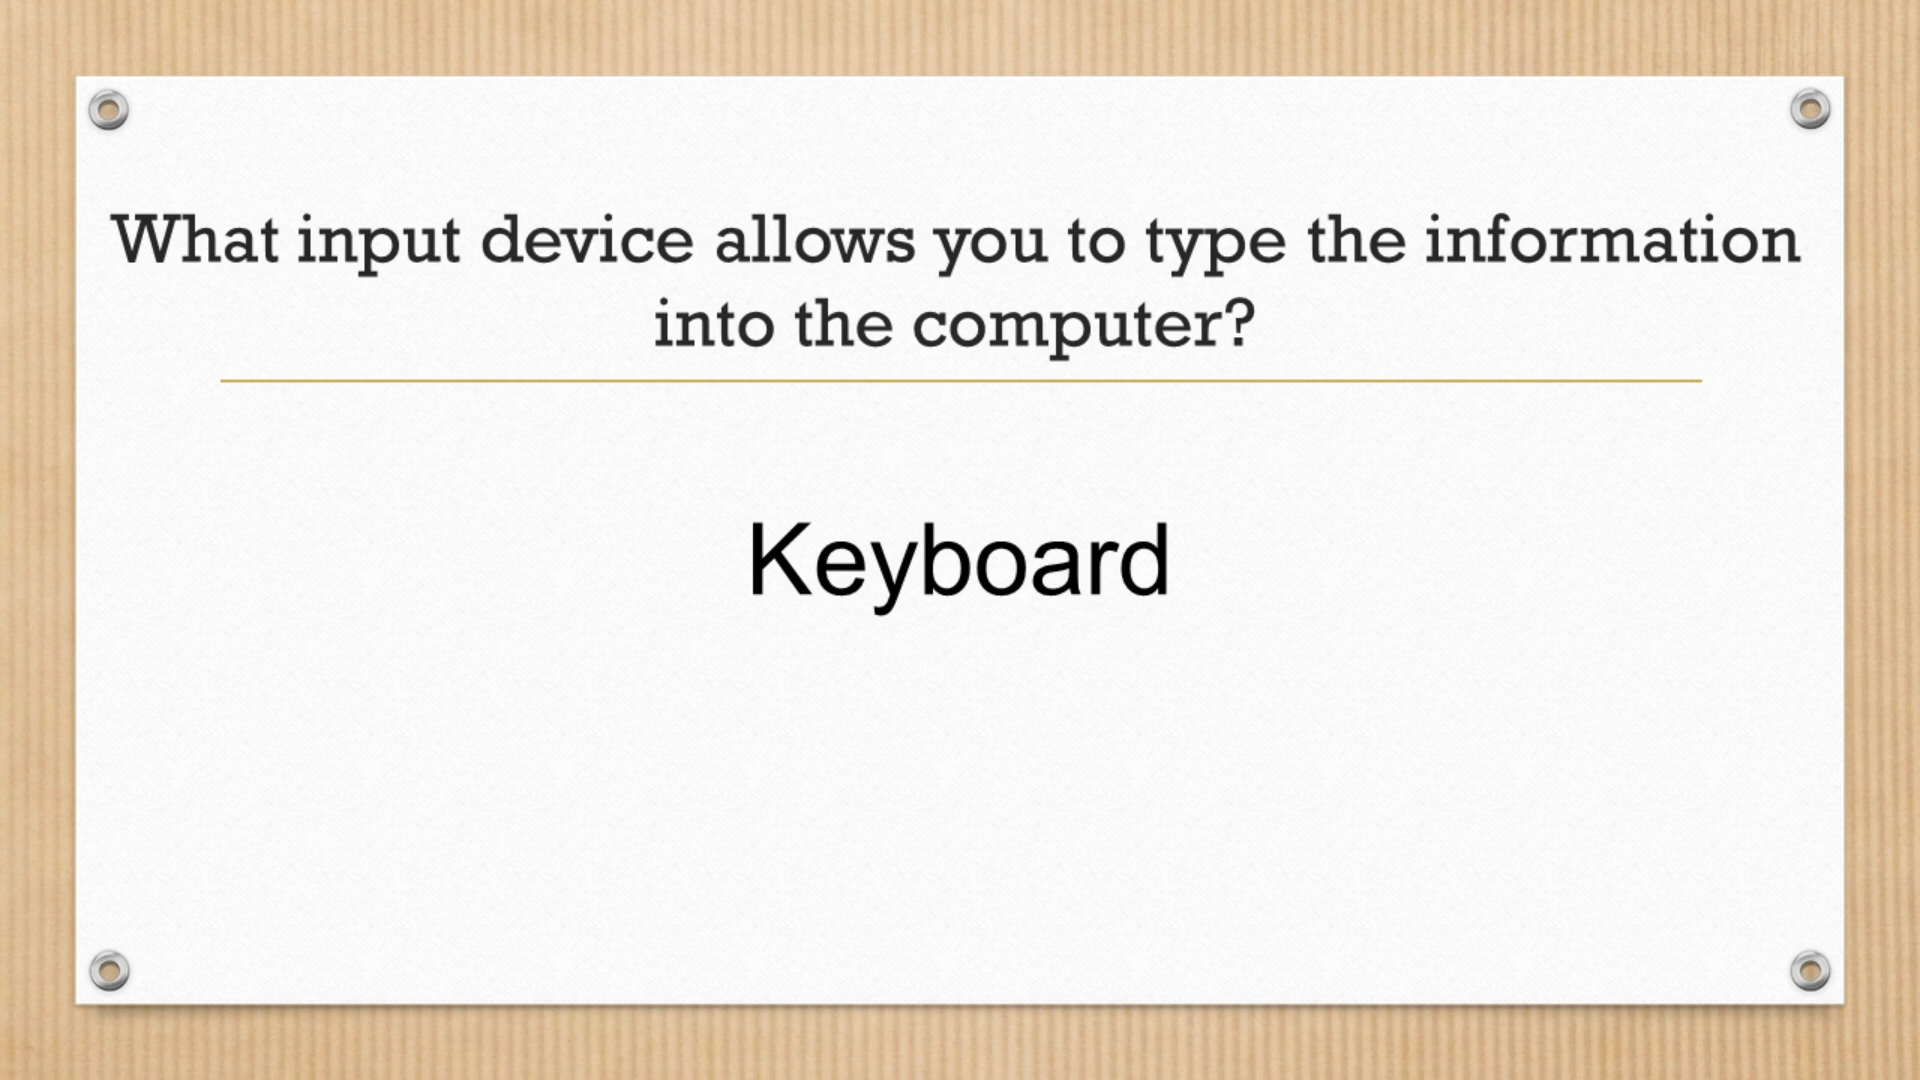 What input device allows you to type the information
into the computer?
Keyboard